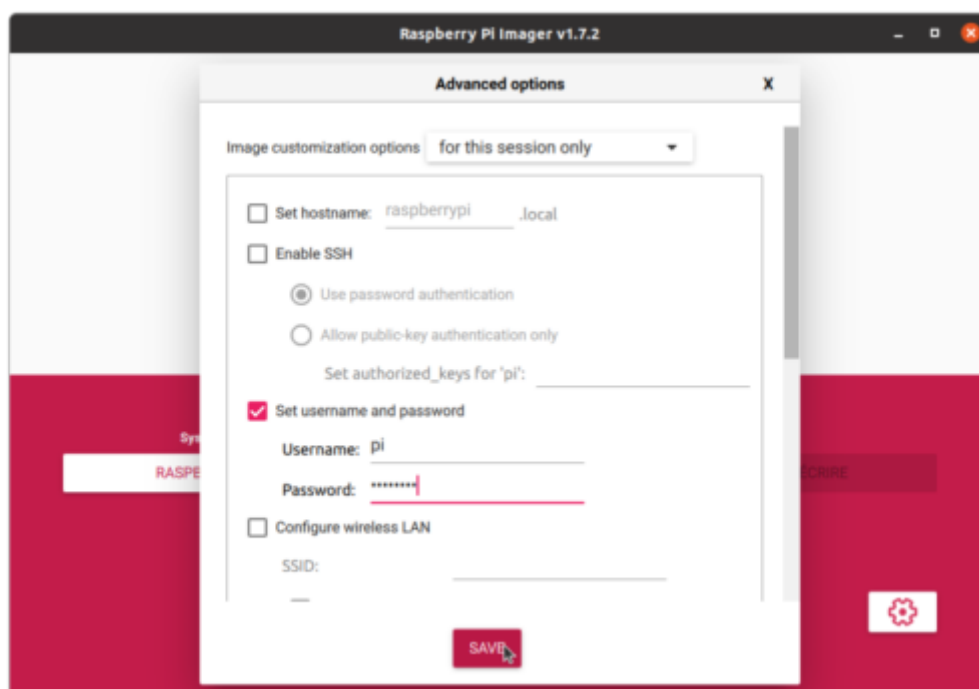 Raspberry Pi Imager v1.7.2
Advanced options X
Image customization options for this session only
Set hostname: raspberrypi .local
Enable SSH
Use password authentication
Allow public-key authentication only
Set authorized_keys for 'pi':
Set username and password
Sys
Username: pi
RASPBE
ÉCRIRE
Password: ••••••••
Configure wireless LAN
SSID:
SAVE